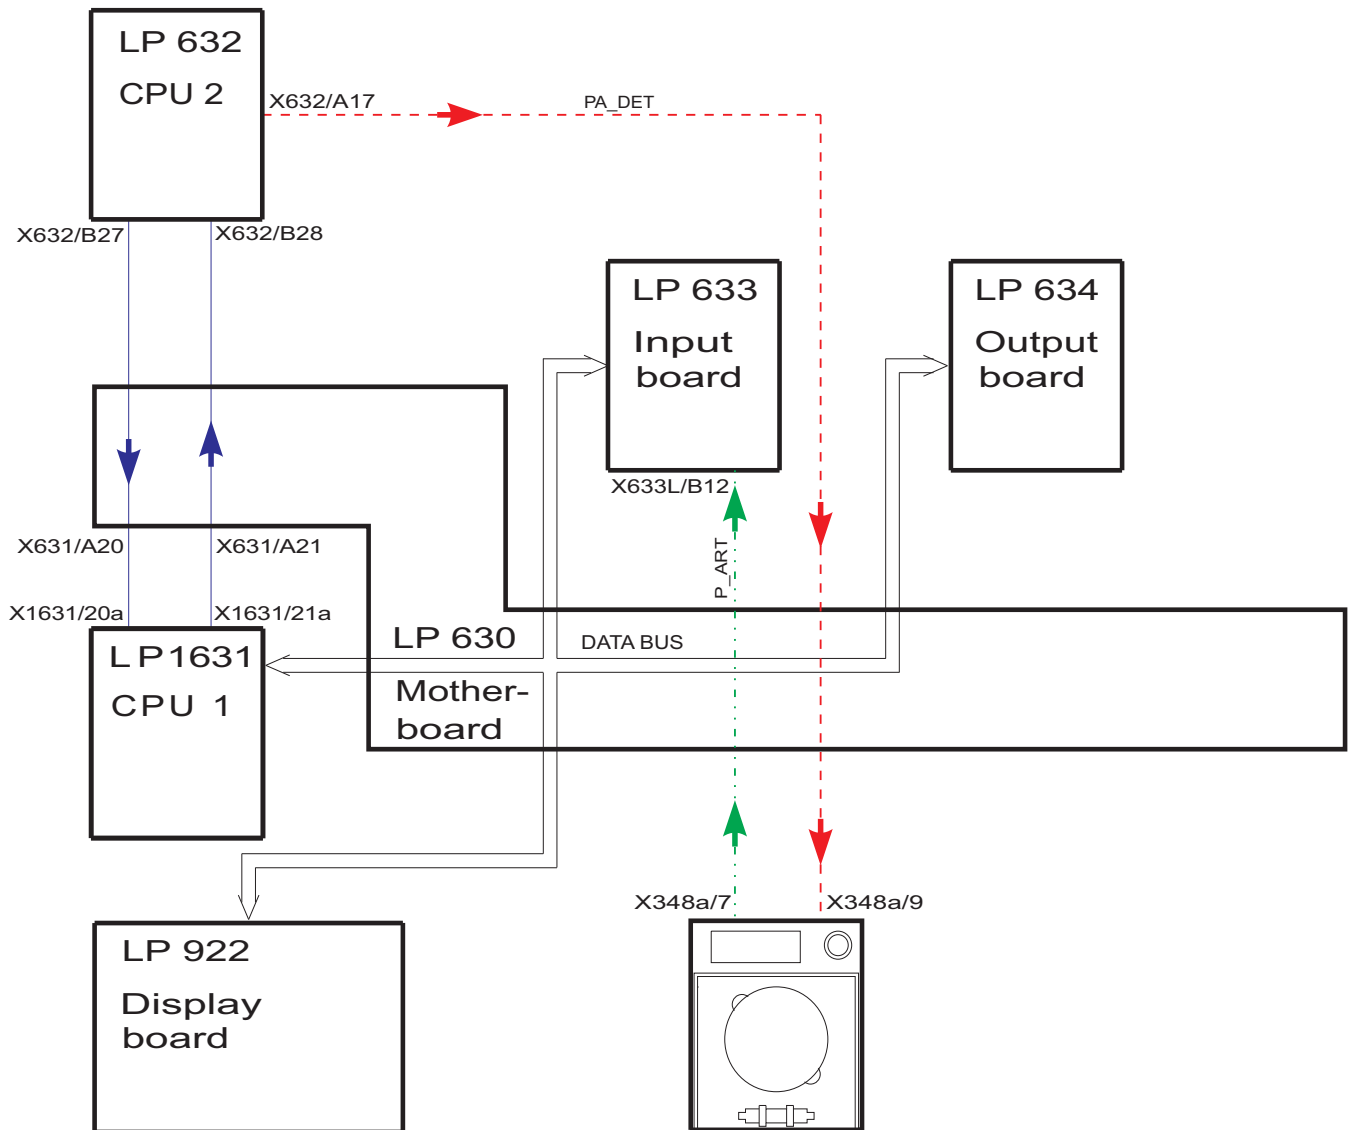 LP 632
CPU 2
X632/A17
PA_DET
X632/B27
X632/B28
LP 633
Input
board
LP 634
Output
board
X633L/B12
X631/A20
X631/A21
P_ART
X1631/20a
X1631/21a
LP1631
CPU 1
LP 630
DATA BUS
Mother-
board
X348a/7
X348a/9
LP 922
Display
board